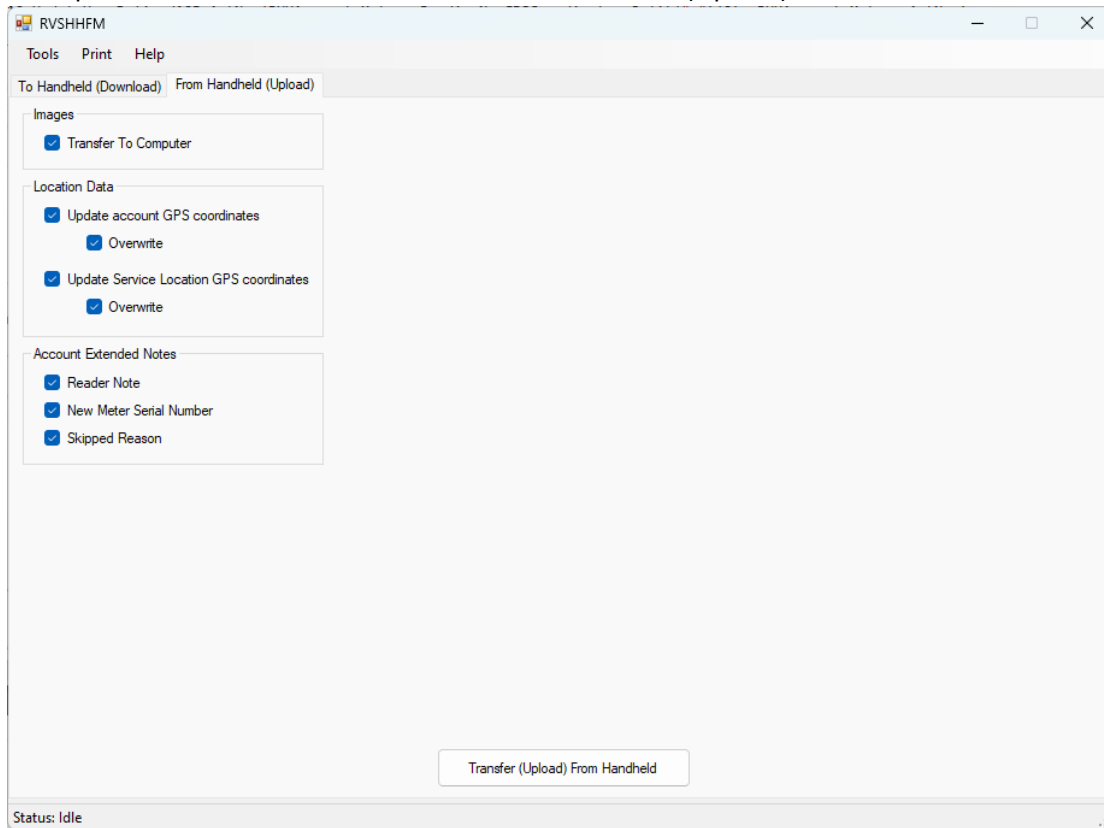 RVSHHFM
Tools Print Help
To Handheld (Download) From Handheld (Upload)
Images
Transfer To Computer
Location Data
Update account GPS coordinates
Overwrite
Update Service Location GPS coordinates
Overwrite
Account Extended Notes
Reader Note
New Meter Serial Number
Skipped Reason
Transfer (Upload) From Handheld
Status: Idle